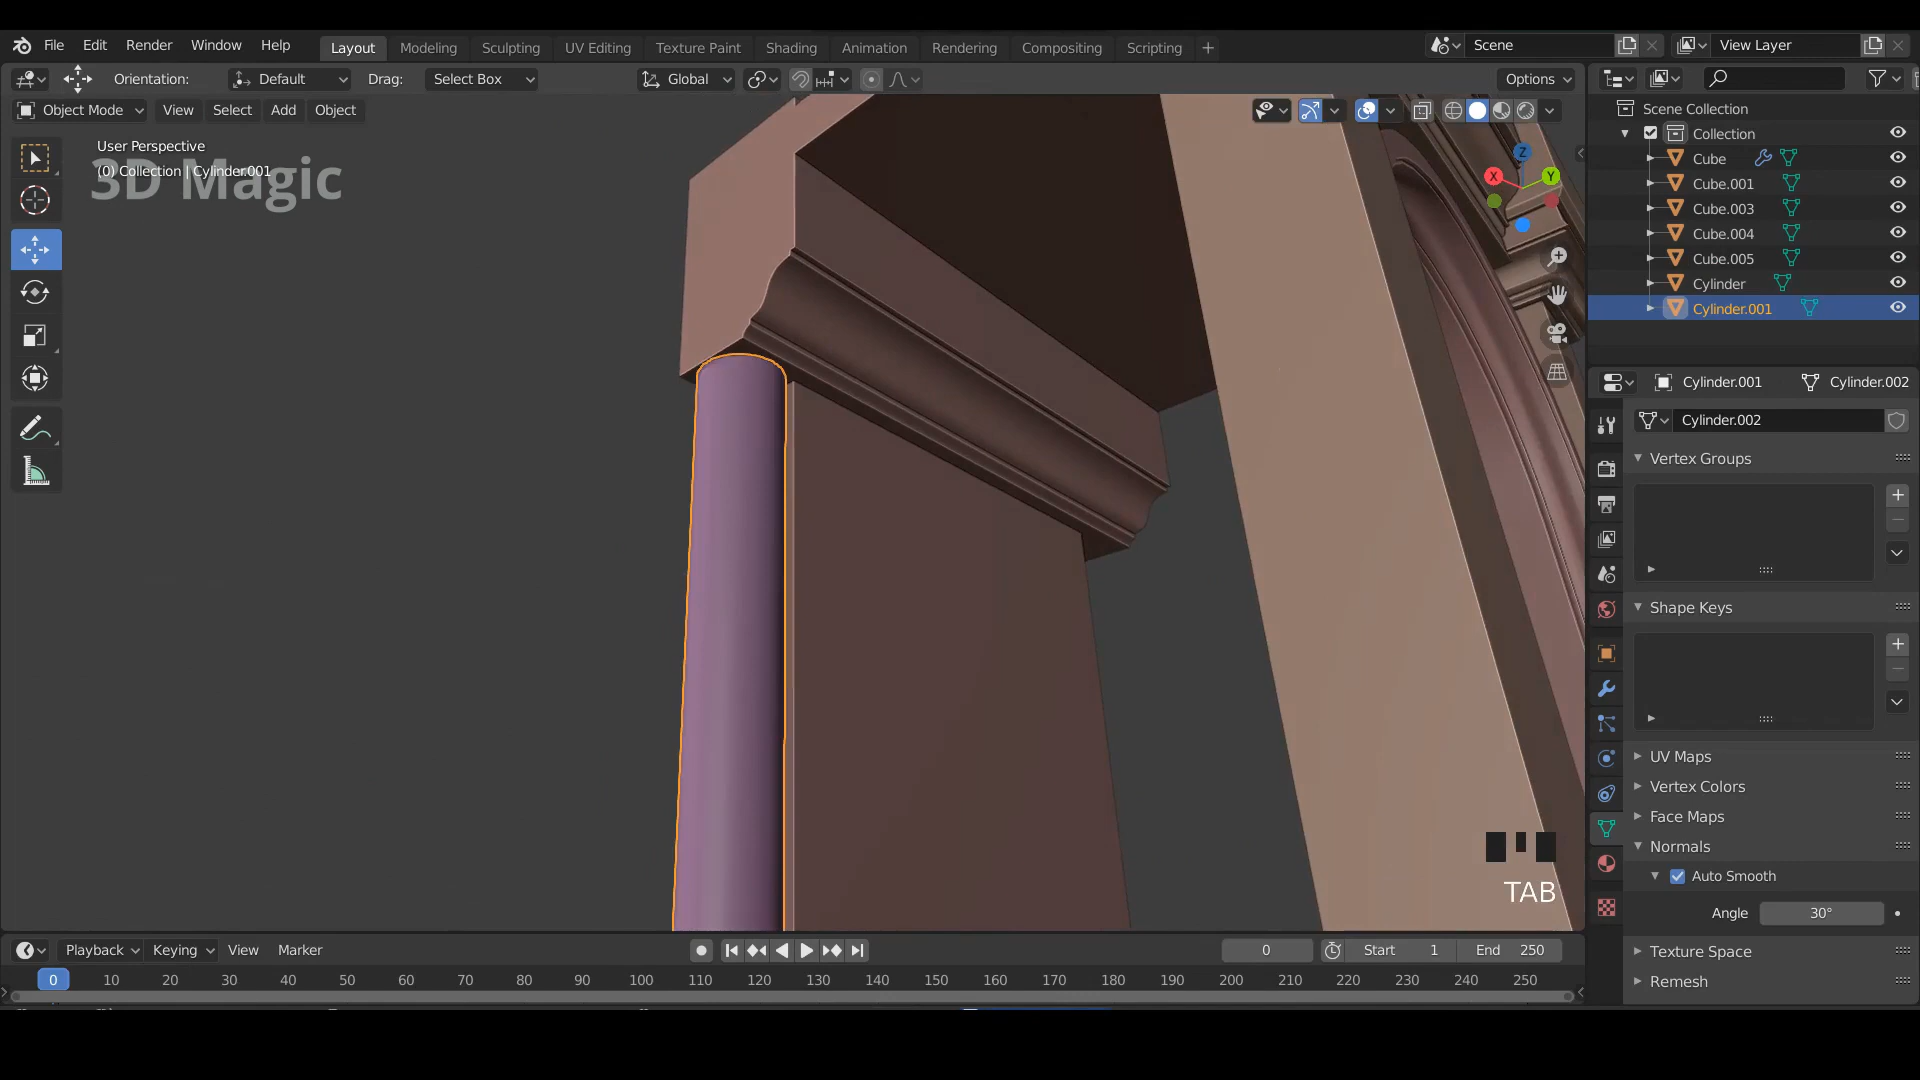 File Edit Render Window Help Layout Modeling Sculpting UV Editing Texture Paint Shading Animation Rendering Compositing Scripting + Scene View Layer
Orientation: Default Drag: Select Box Global Options
Object Mode View Select Add Object
User Perspective
(0) Collection | Cylinder.001
3D Magic
X Y Z
Scene Collection
Collection
Cube
Cube.001
Cube.003
Cube.004
Cube.005
Cylinder
Cylinder.001
Cylinder.001 Cylinder.002
Cylinder.002
Vertex Groups
Shape Keys
UV Maps
Vertex Colors
Face Maps
Normals
Auto Smooth
Angle 30°
Texture Space
Remesh
TAB
Playback Keying View Marker 0 Start 1 End 250
0 10 20 30 40 50 60 70 80 90 100 110 120 130 140 150 160 170 180 190 200 210 220 230 240 250